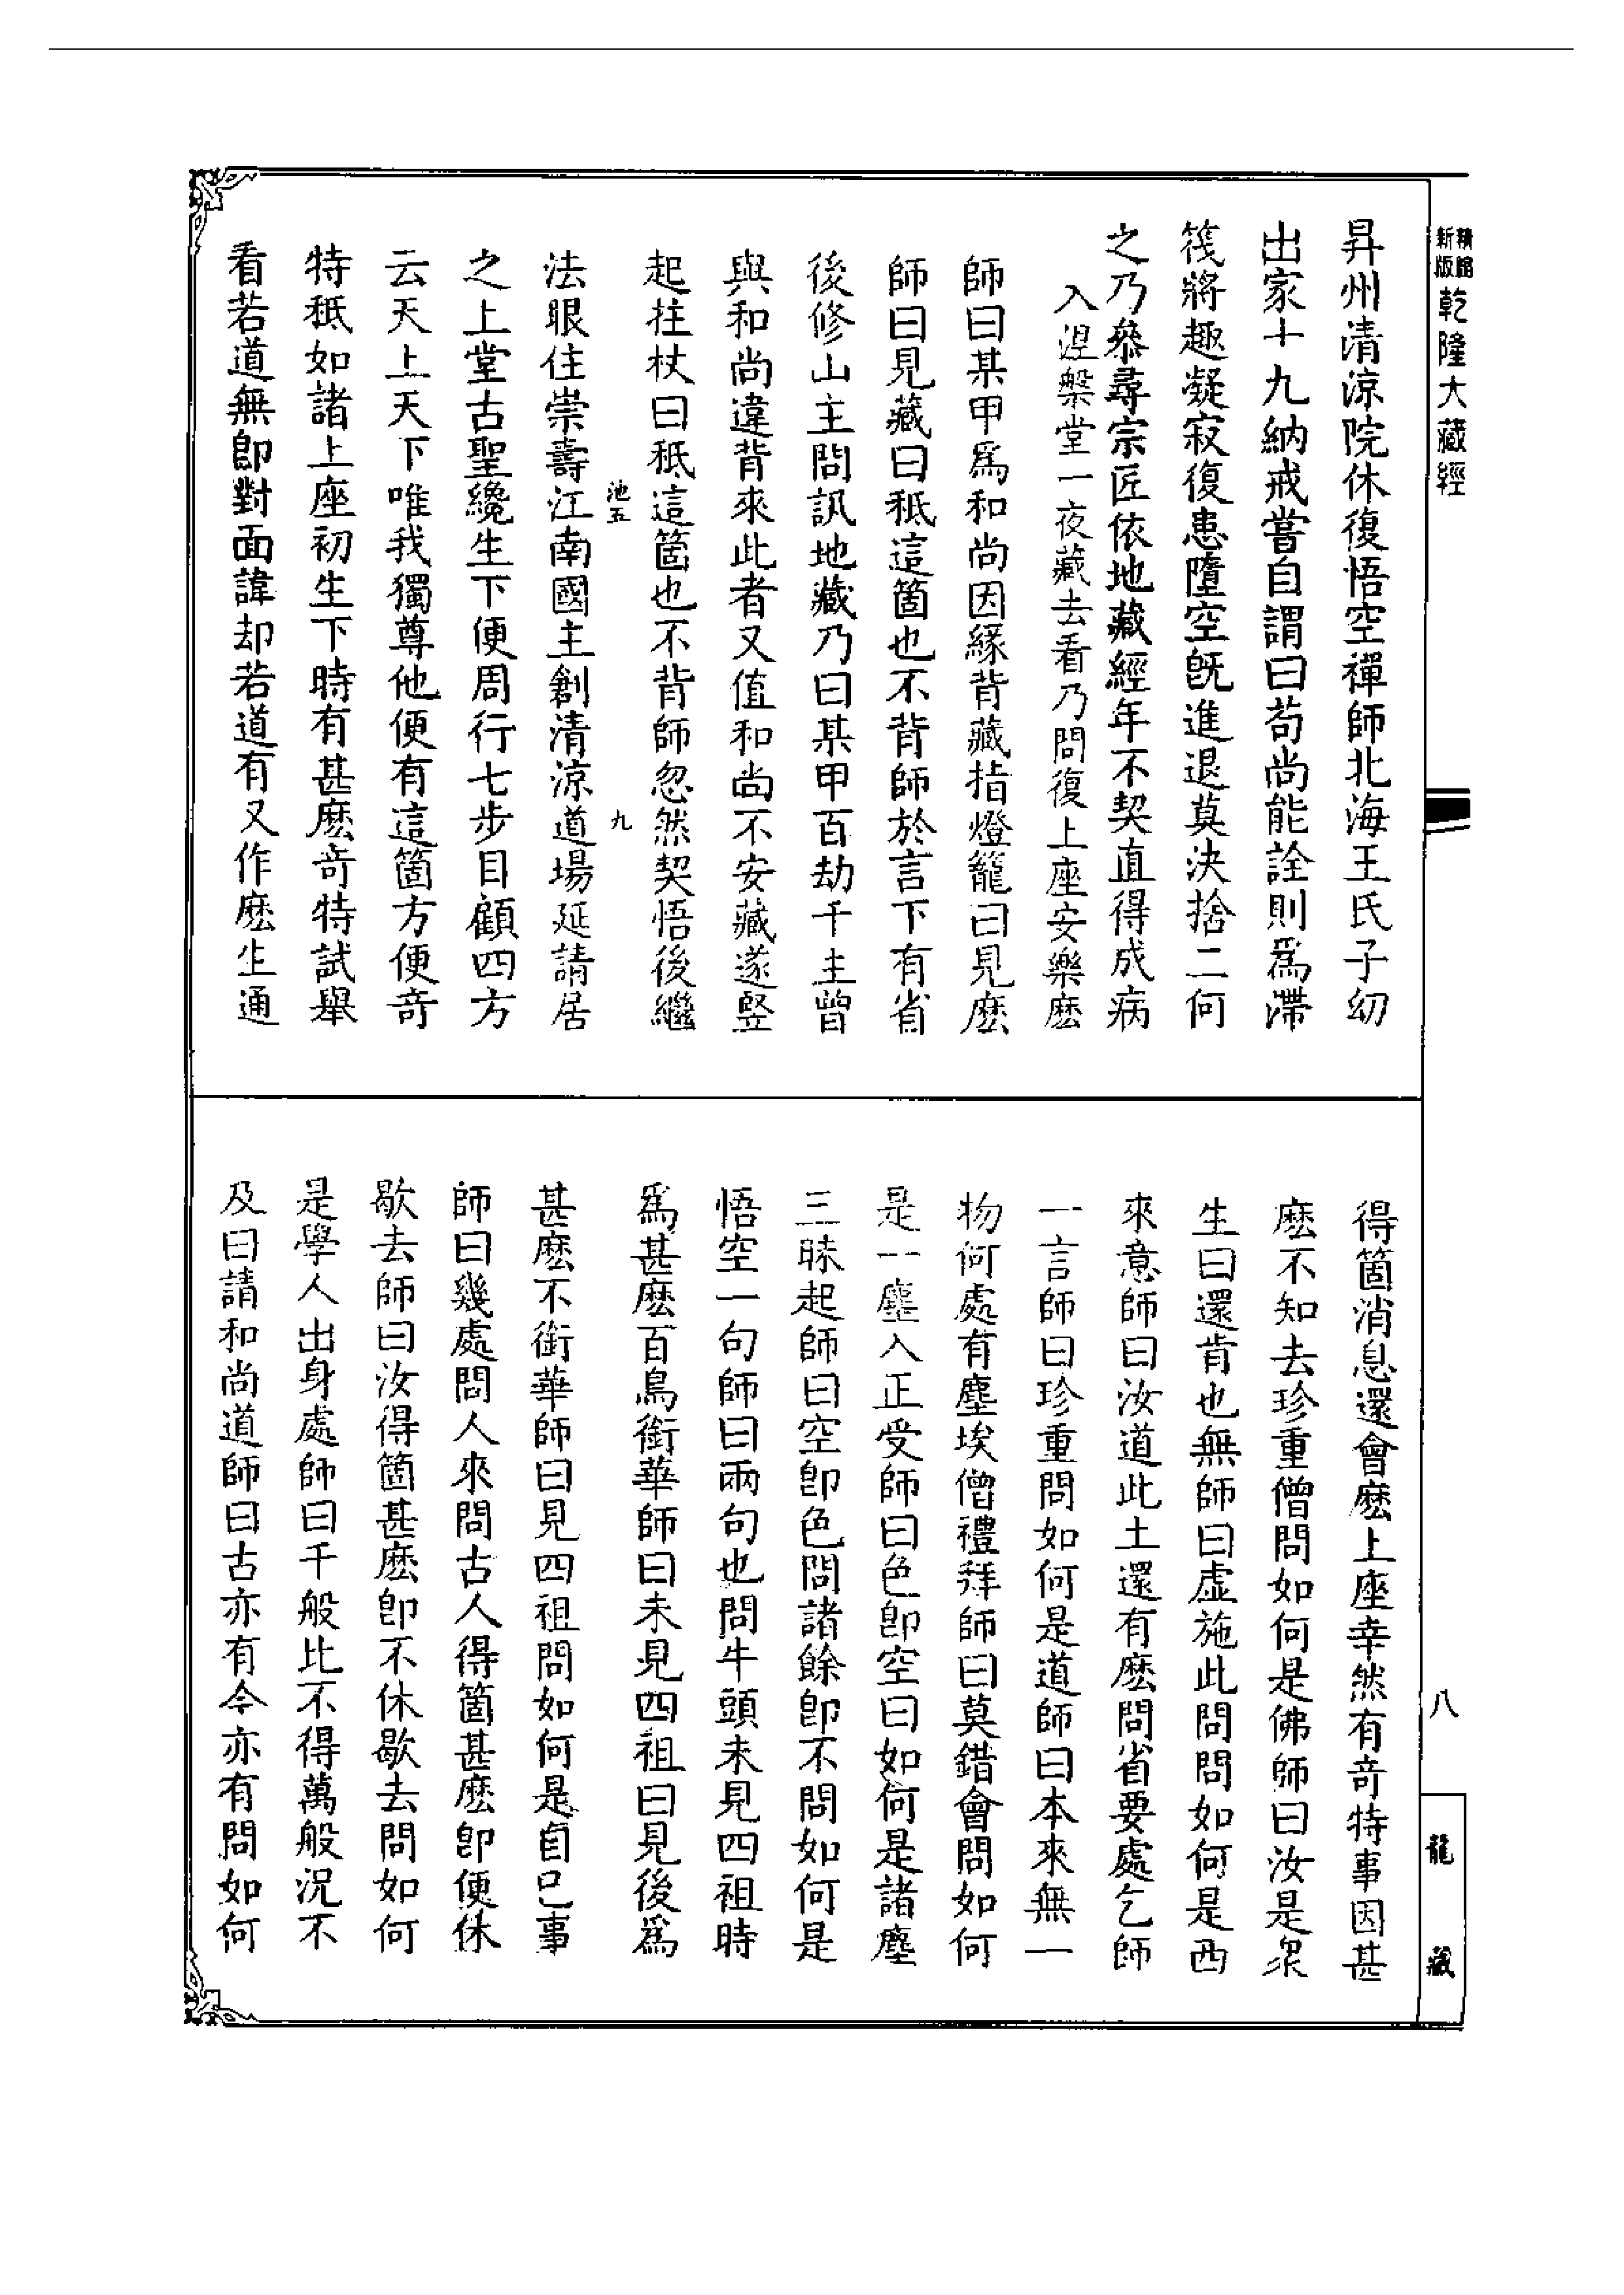 精縮新版乾隆大藏經
昇州清涼院休復悟空禪師北海王氏子幼
出家十九納戒嘗自謂曰苟尚能詮則爲滯
筏將趣凝寂復患墮空旣進退莫決捨二何
之乃叅尋宗匠依地藏經年不契直得成病
入涅槃堂一夜藏去看乃問復上座安樂麽
師曰某甲爲和尚因緣背藏指燈籠曰見麽
師曰見藏曰秪這箇也不背師於言下有省
後修山主問訊地藏乃曰某甲百劫千生曾
與和尚違背來此者又值和尚不安藏遂竪
起拄杖曰秪這箇也不背師忽然契悟後繼
池五 九
法眼住崇壽江南國主創清涼道場延請居
之上堂古聖纔生下便周行七步目顧四方
云天上天下唯我獨尊他便有這箇方便奇
特秪如諸上座初生下時有甚麽奇特試舉
看若道無卽對面諱却若道有又作麽生通
得箇消息還會麽上座幸然有奇特事因甚
麽不知去珍重僧問如何是佛師曰汝是衆
生曰還肯也無師曰虛施此問問如何是西
來意師曰汝道此土還有麽問省要處乞師
一言師曰珍重問如何是道師曰本來無一
物何處有塵埃僧禮拜師曰莫錯會問如何
是一塵入正受師曰色卽空曰如何是諸塵
三昧起師曰空卽色問諸餘卽不問如何是
悟空一句師曰兩句也問牛頭未見四祖時
爲甚麽百鳥銜華師曰未見四祖曰見後爲
甚麽不銜華師曰見四祖問如何是自己事
師曰幾處問人來問古人得箇甚麽卽便休
歇去師曰汝得箇甚麽卽不休歇去問如何
是學人出身處師曰千般比不得萬般況不
及曰請和尚道師曰古亦有今亦有問如何
八
龍藏